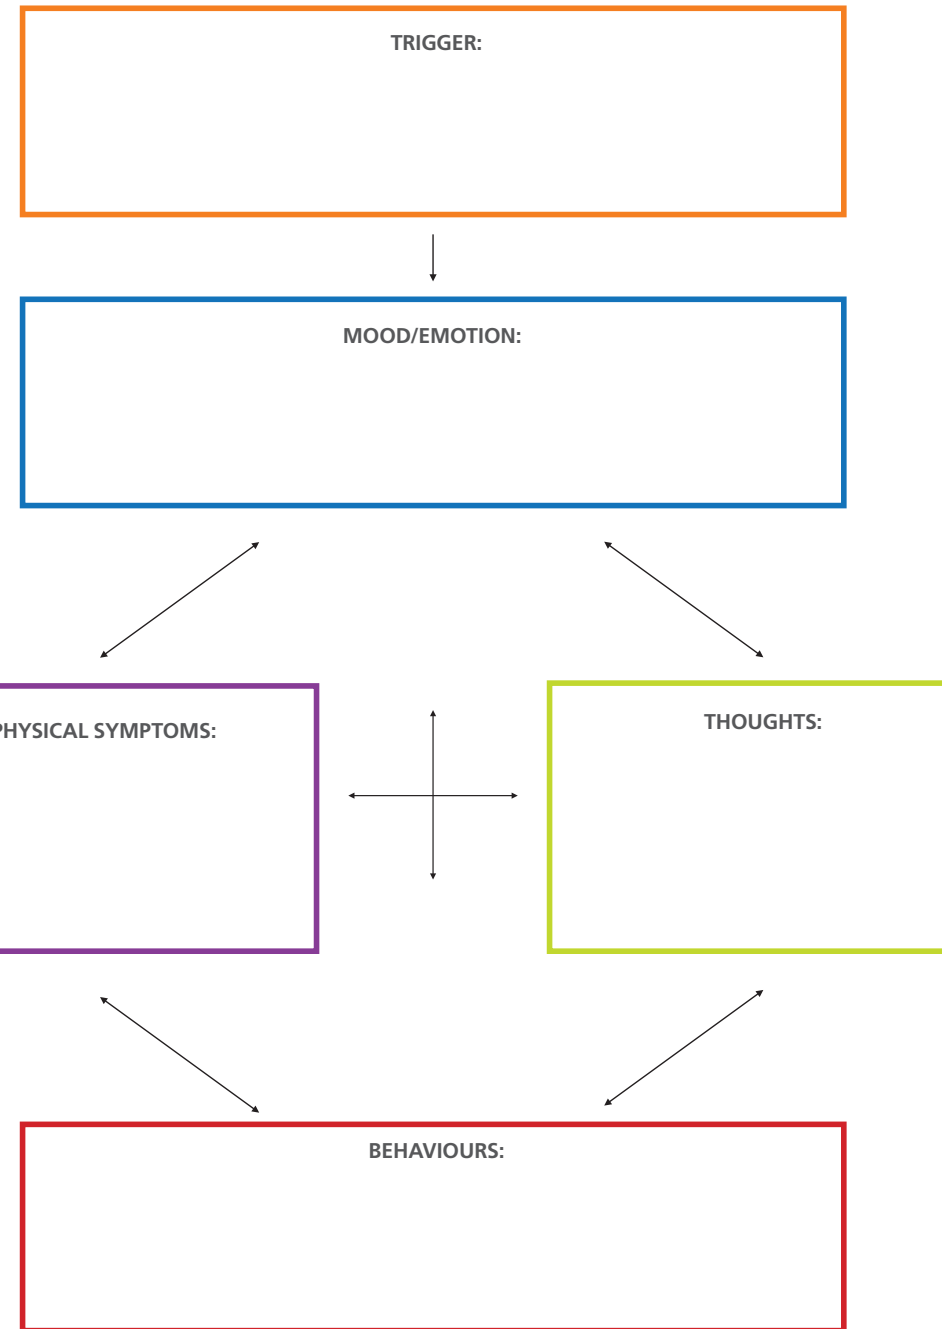 TRIGGER:
MOOD/EMOTION:
PHYSICAL SYMPTOMS:
THOUGHTS:
BEHAVIOURS: